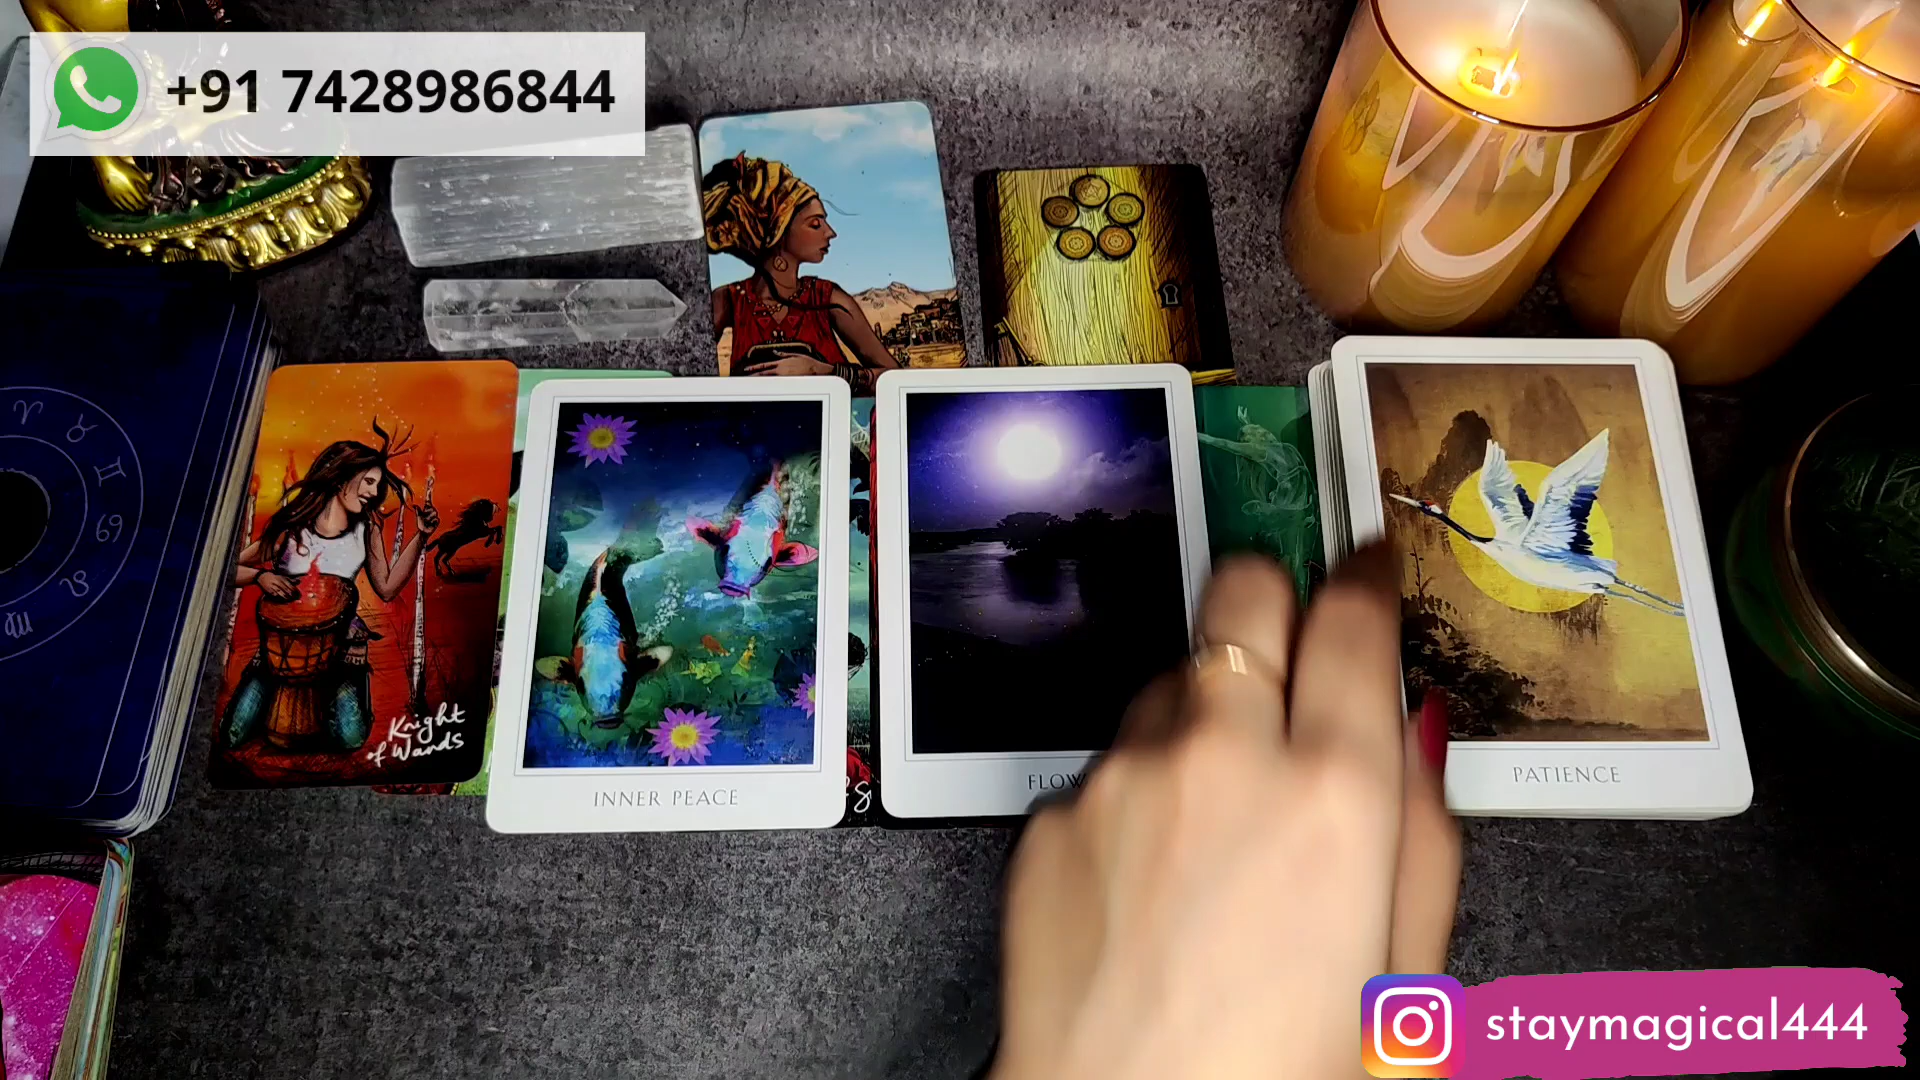 +91 7428986844
Knight
of Wands
INNER PEACE
FLOW
PATIENCE
staymagical444